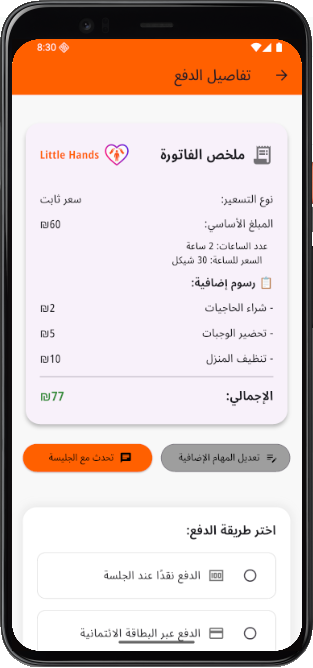 8:30
تفاصيل الدفع
ملخص الفاتورة
Little Hands
نوع التسعير: سعر ثابت
المبلغ الأساسي: ₪60
عدد الساعات: 2 ساعة
السعر للساعة: 30 شيكل
رسوم إضافية:
- شراء الحاجيات ₪2
- تحضير الوجبات ₪5
- تنظيف المنزل ₪10
الإجمالي: ₪77
تعديل المهام الإضافية
تحدث مع الجليسة
اختر طريقة الدفع:
الدفع نقدًا عند الجلسة
الدفع عبر البطاقة الائتمانية